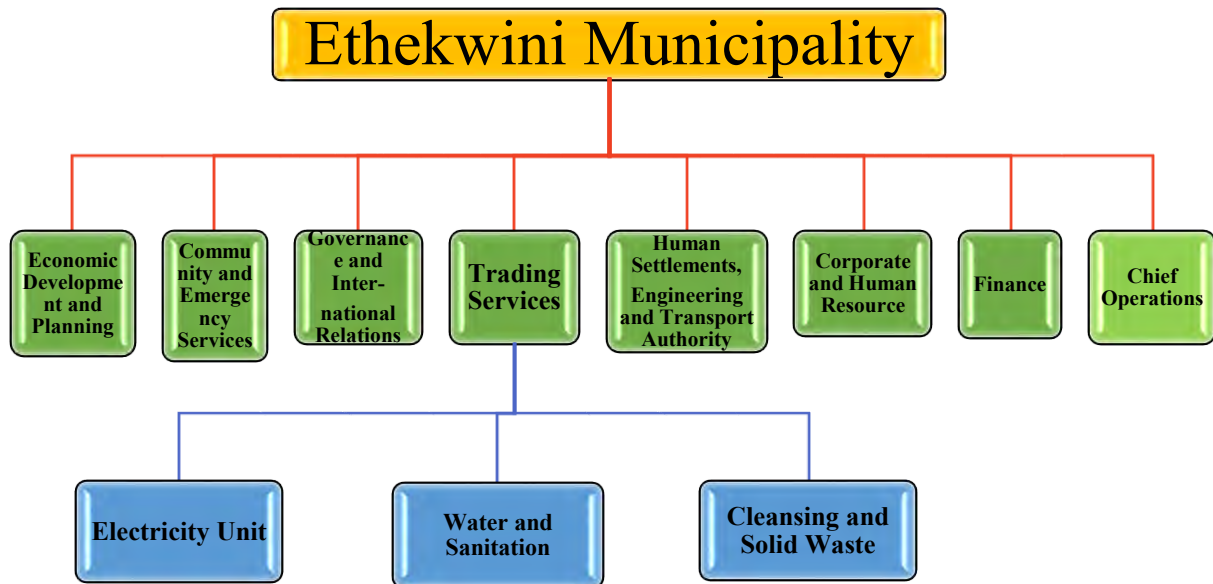 Ethekwini Municipality
Economic
Developme
nt and
Planning
Commu
nity and
Emerge
ncy
Services
Governanc
e and
Inter-
national
Relations
Trading
Services
Human
Settlements,
Engineering
and Transport
Authority
Corporate
and Human
Resource
Finance
Chief
Operations
Electricity Unit
Water and
Sanitation
Cleansing and
Solid Waste